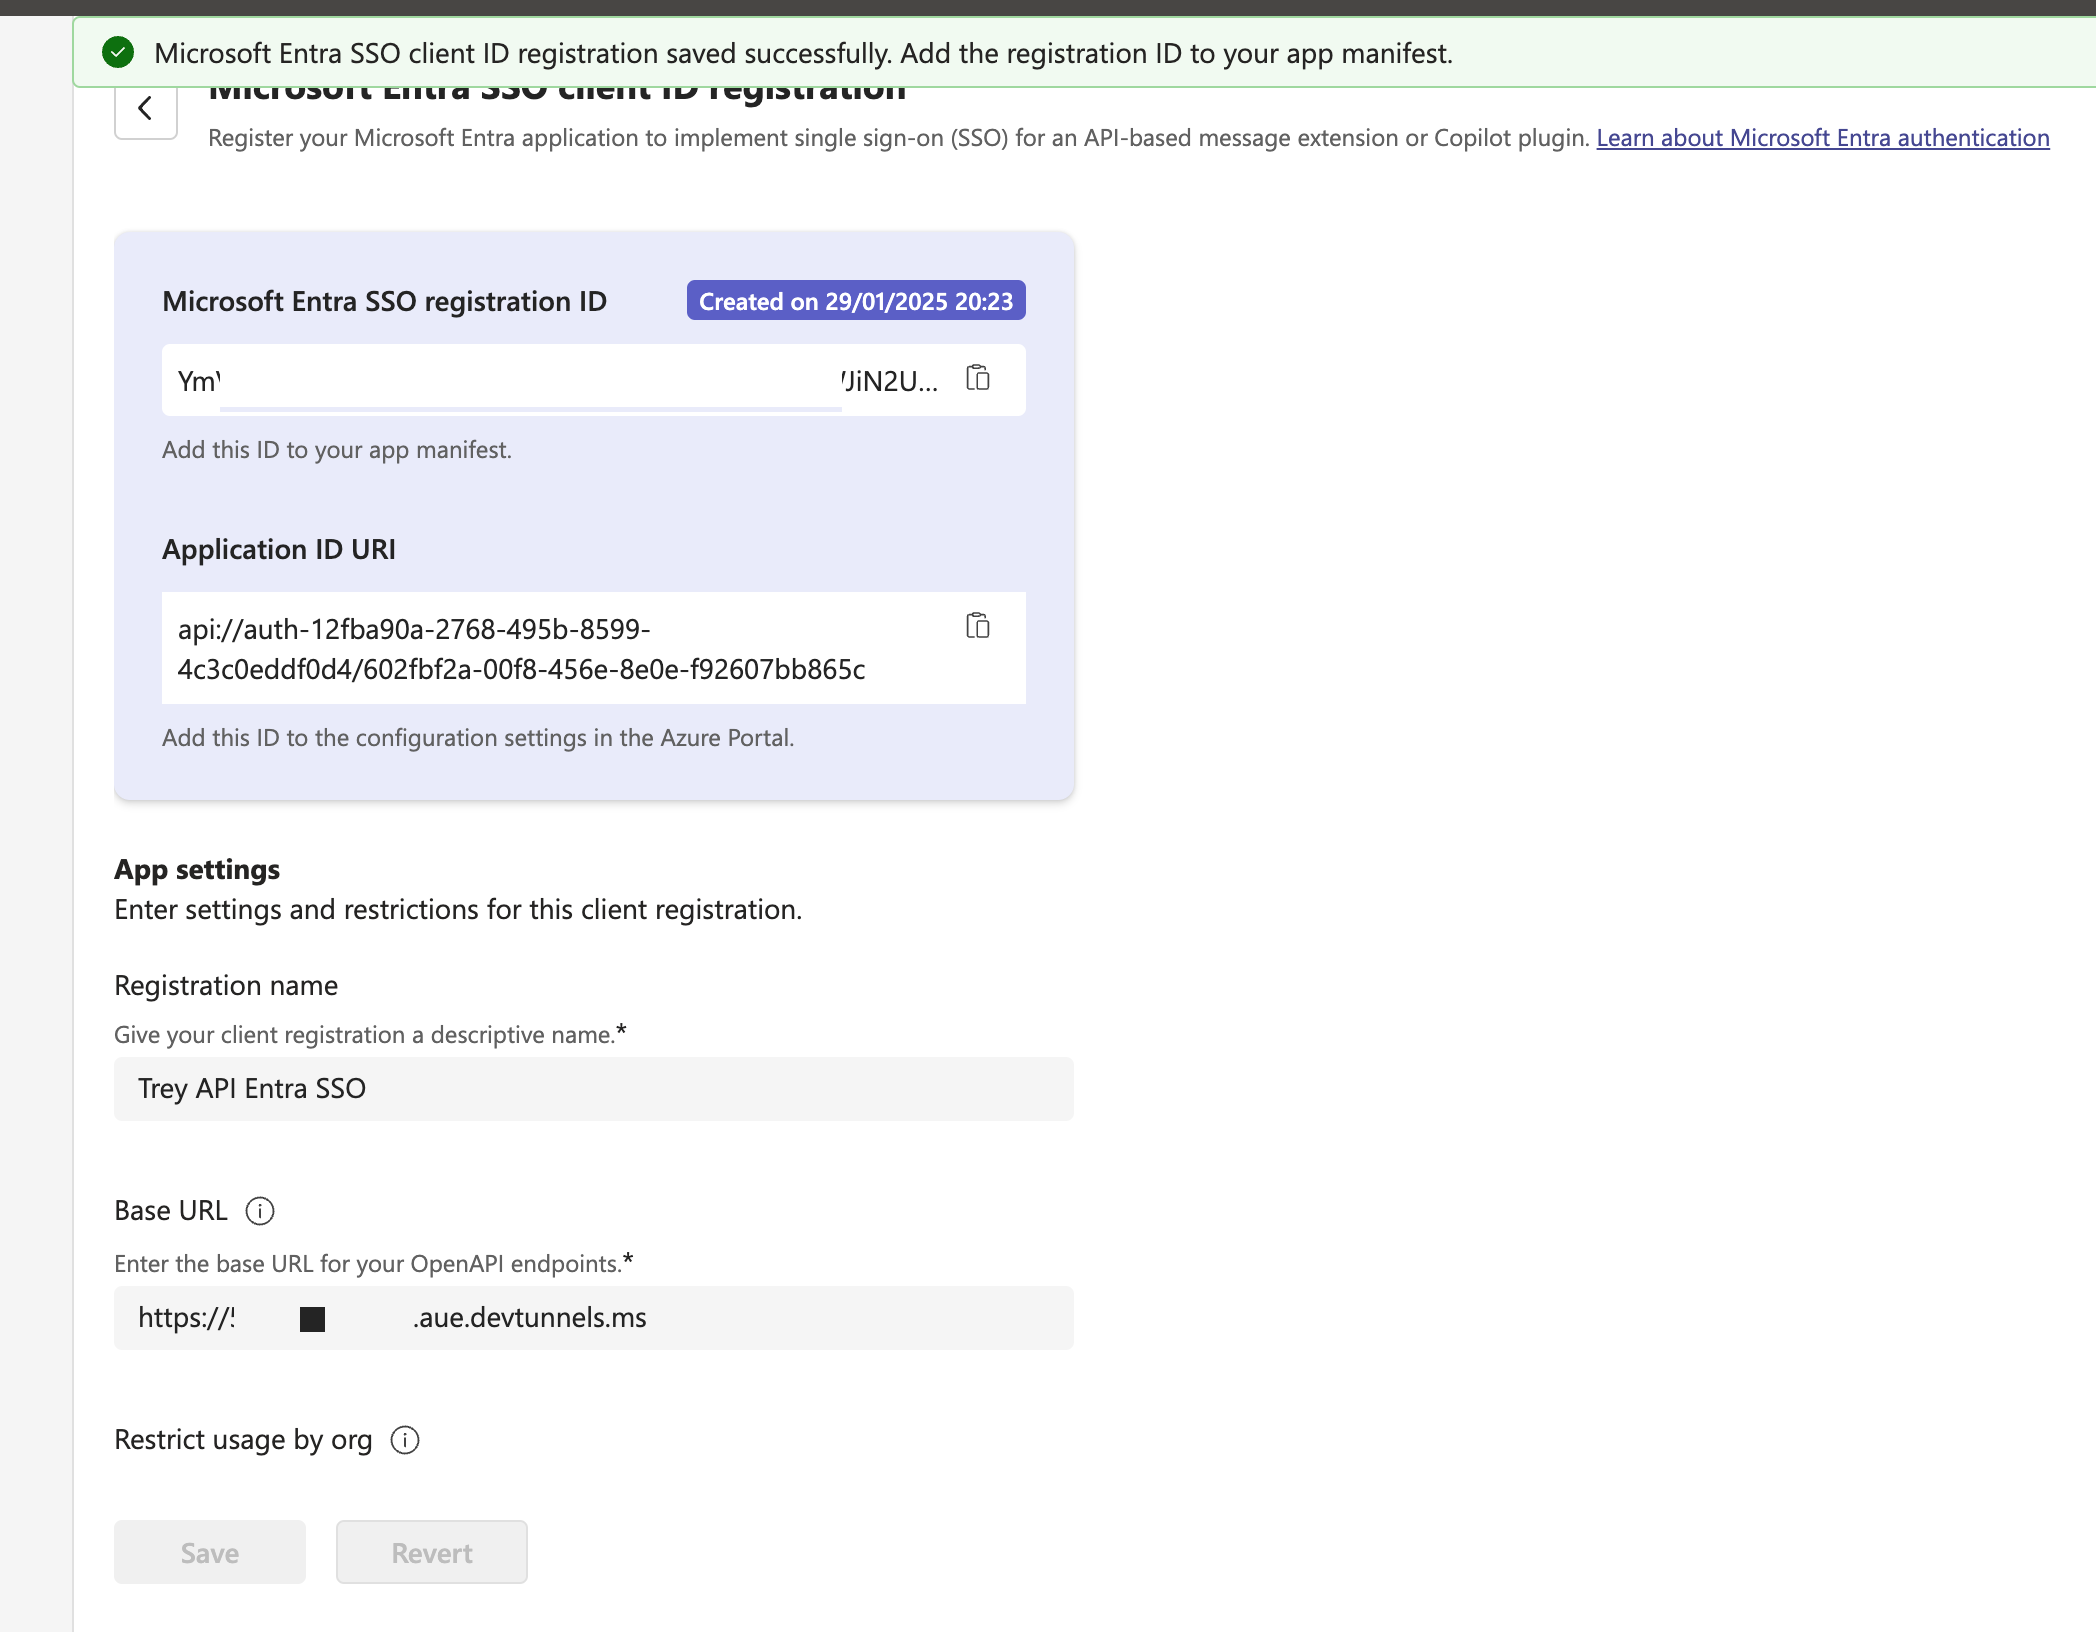 Microsoft Entra SSO client ID registration saved successfully. Add the registration ID to your app manifest.
Microsoft Entra SSO client ID registration
Register your Microsoft Entra application to implement single sign-on (SSO) for an API-based message extension or Copilot plugin. Learn about Microsoft Entra authentication
Microsoft Entra SSO registration ID
Created on 29/01/2025 20:23
Ym JiN2U...
Add this ID to your app manifest.
Application ID URI
api://auth-12fba90a-2768-495b-8599-
4c3c0eddf0d4/602fbf2a-00f8-456e-8e0e-f92607bb865c
Add this ID to the configuration settings in the Azure Portal.
App settings
Enter settings and restrictions for this client registration.
Registration name
Give your client registration a descriptive name.*
Trey API Entra SSO
Base URL
Enter the base URL for your OpenAPI endpoints.*
https:// .aue.devtunnels.ms
Restrict usage by org
Save
Revert